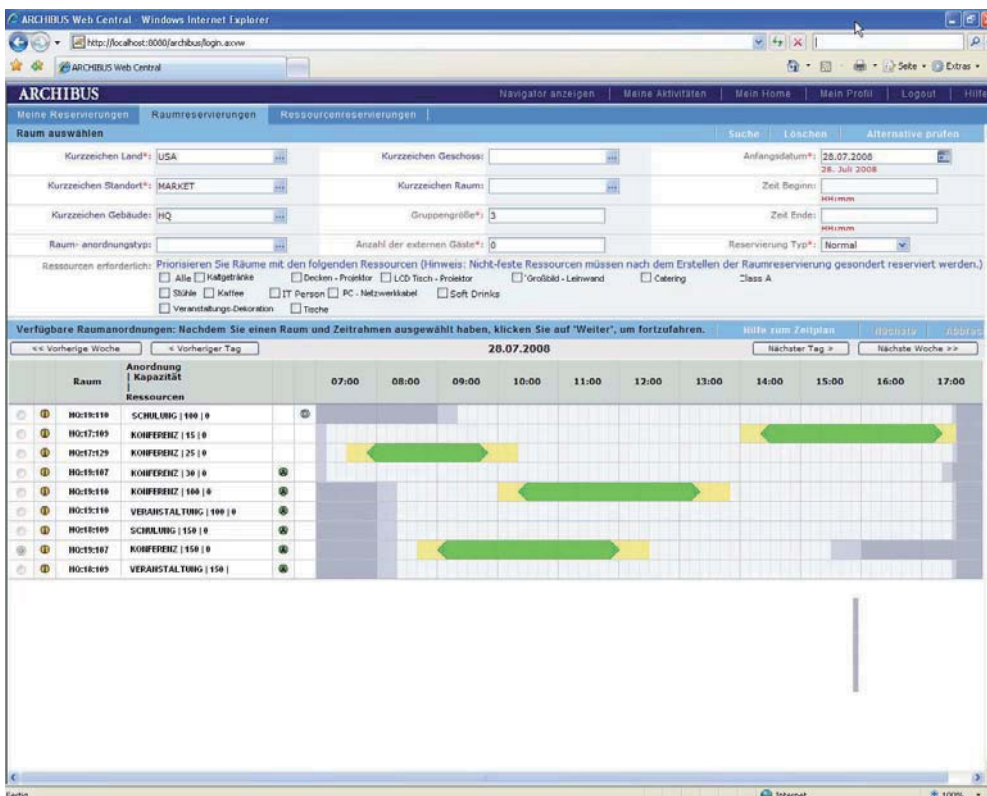 ARCHIBUS Web Central - Windows Internet Explorer
http://localhost:8080/archibus/login.axvw
ARCHIBUS Web Central
Seite Extras
ARCHIBUS Navigator anzeigen | Meine Aktivitäten | Mein Home | Mein Profil | Logout | Hilfe
Meine Reservierungen Raumreservierungen Ressourcenreservierungen
Raum auswählen Suche Löschen Alternative prüfen
Kurzzeichen Land*: USA Kurzzeichen Geschoss: Anfangsdatum*: 28.07.2008
28. Juli 2008
Kurzzeichen Standort*: MARKET Kurzzeichen Raum: Zeit Beginn:
HH:mm
Kurzzeichen Gebäude: HQ Gruppengröße*: 3 Zeit Ende:
HH:mm
Raum- anordnungstyp: Anzahl der externen Gäste*: 0 Reservierung Typ*: Normal
Ressourcen erforderlich: Priorisieren Sie Räume mit den folgenden Ressourcen (Hinweis: Nicht-feste Ressourcen müssen nach dem Erstellen der Raumreservierung gesondert reserviert werden.)
Alle Kaltgetränke Decken - Projektor LCD Tisch - Projektor Großbild - Leinwand Catering Class A
Stühle Kaffee IT Person PC - Netzwerkkabel Soft Drinks
Veranstaltungs-Dekoration Tische
Verfügbare Raumanordnungen: Nachdem Sie einen Raum und Zeitrahmen ausgewählt haben, klicken Sie auf 'Weiter', um fortzufahren. Hilfe zum Zeitplan
<< Vorherige Woche < Vorheriger Tag 28.07.2008 Nächster Tag > Nächste Woche >>
Raum Anordnung | Kapazität | Ressourcen 07:00 08:00 09:00 10:00 11:00 12:00 13:00 14:00 15:00 16:00 17:00
HQ:19:110 SCHULUNG | 100 | 0
HQ:17:109 KONFERENZ | 15 | 0
HQ:17:129 KONFERENZ | 25 | 0
HQ:19:107 KONFERENZ | 30 | 0
HQ:19:110 KONFERENZ | 100 | 0
HQ:19:110 VERANSTALTUNG | 100 | 0
HQ:18:109 SCHULUNG | 150 | 0
HQ:19:107 KONFERENZ | 150 | 0
HQ:18:109 VERANSTALTUNG | 150 |
Fertig Internet 100%